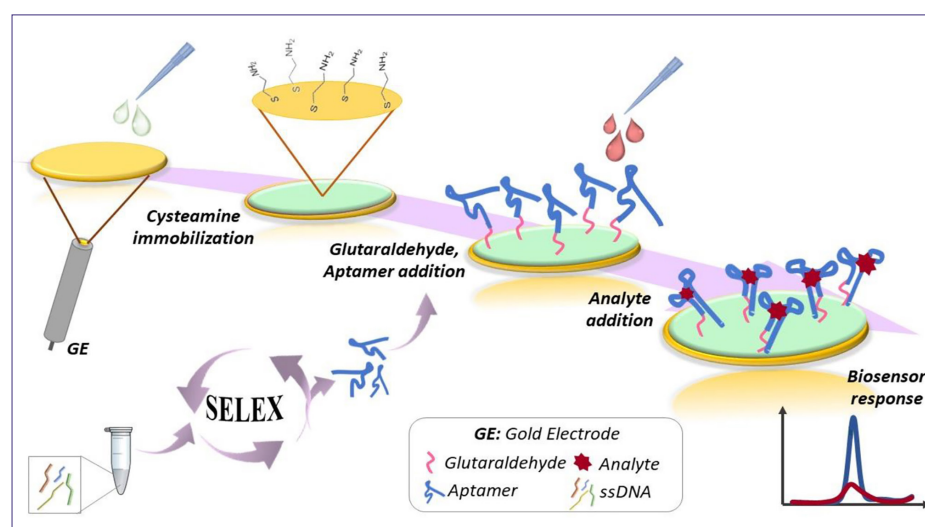 NH₂
NH₂
NH₂
NH₂
NH₂
S
S
S
S
S
Cysteamine
immobilization
Glutaraldehyde,
Aptamer addition
Analyte
addition
GE
SELEX
Biosensor
response
GE: Gold Electrode
Glutaraldehyde
Analyte
Aptamer
ssDNA